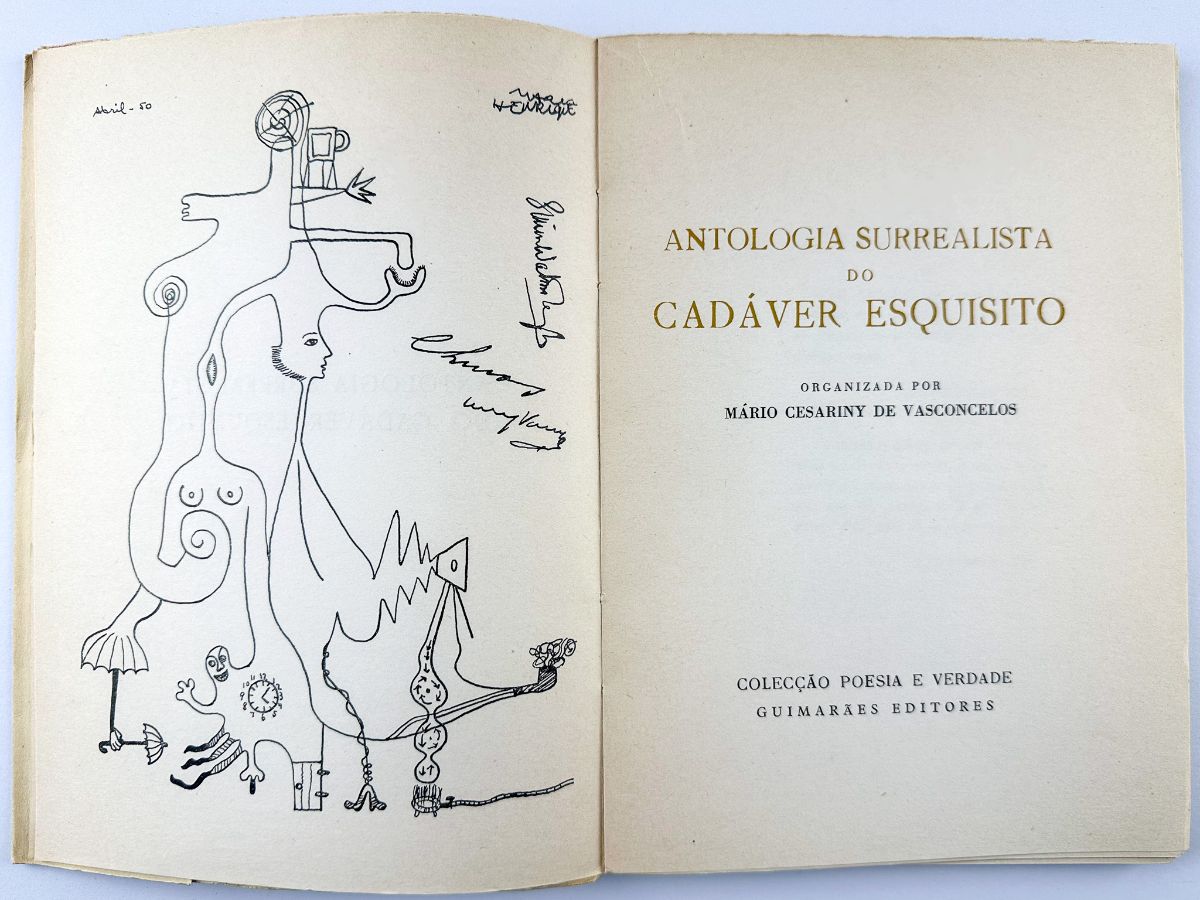 Abril - 50
MARIO
HENRIQUE
ANTOLOGIA SURREALISTA
DO
CADÁVER ESQUISITO
ORGANIZADA POR
MÁRIO CESARINY DE VASCONCELOS
COLECÇÃO POESIA E VERDADE
GUIMARÃES EDITORES